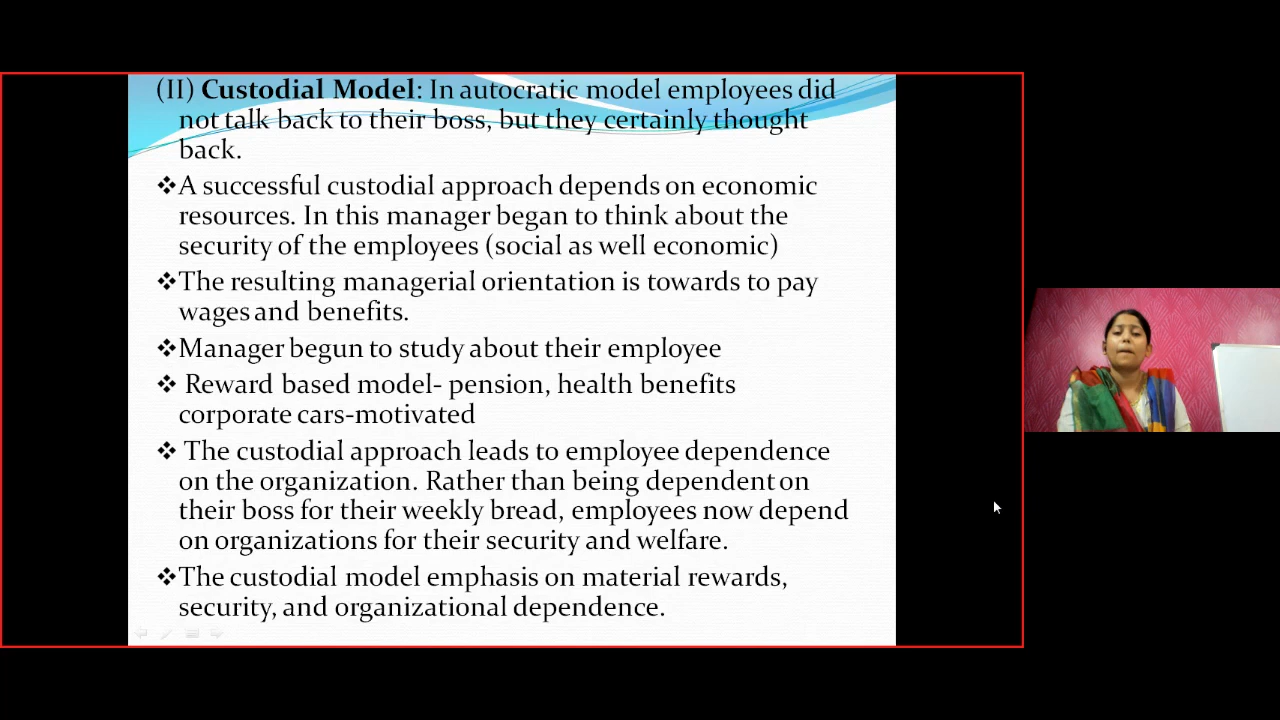 (II) Custodial Model: In autocratic model employees did
not talk back to their boss, but they certainly thought
back.
❖A successful custodial approach depends on economic
resources. In this manager began to think about the
security of the employees (social as well economic)
❖The resulting managerial orientation is towards to pay
wages and benefits.
❖Manager begun to study about their employee
❖ Reward based model- pension, health benefits
corporate cars-motivated
❖ The custodial approach leads to employee dependence
on the organization. Rather than being dependent on
their boss for their weekly bread, employees now depend
on organizations for their security and welfare.
❖The custodial model emphasis on material rewards,
security, and organizational dependence.